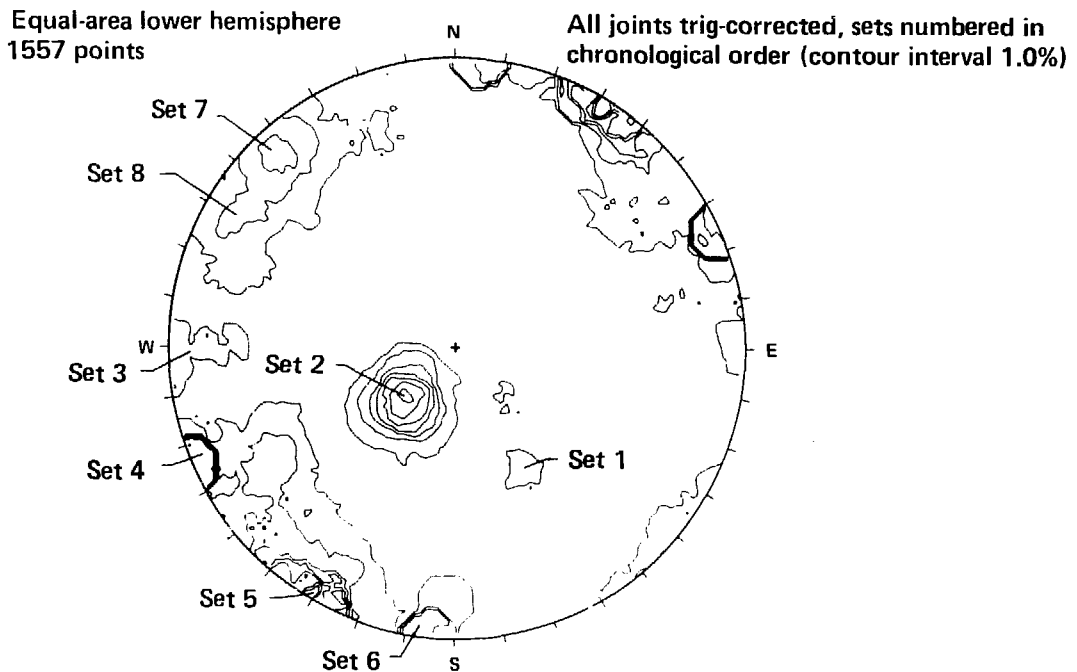 Equal-area lower hemisphere
1557 points
All joints trig-corrected, sets numbered in
chronological order (contour interval 1.0%)
N
Set 7
Set 8
W
E
Set 3
Set 2
Set 4
Set 1
Set 5
Set 6
S